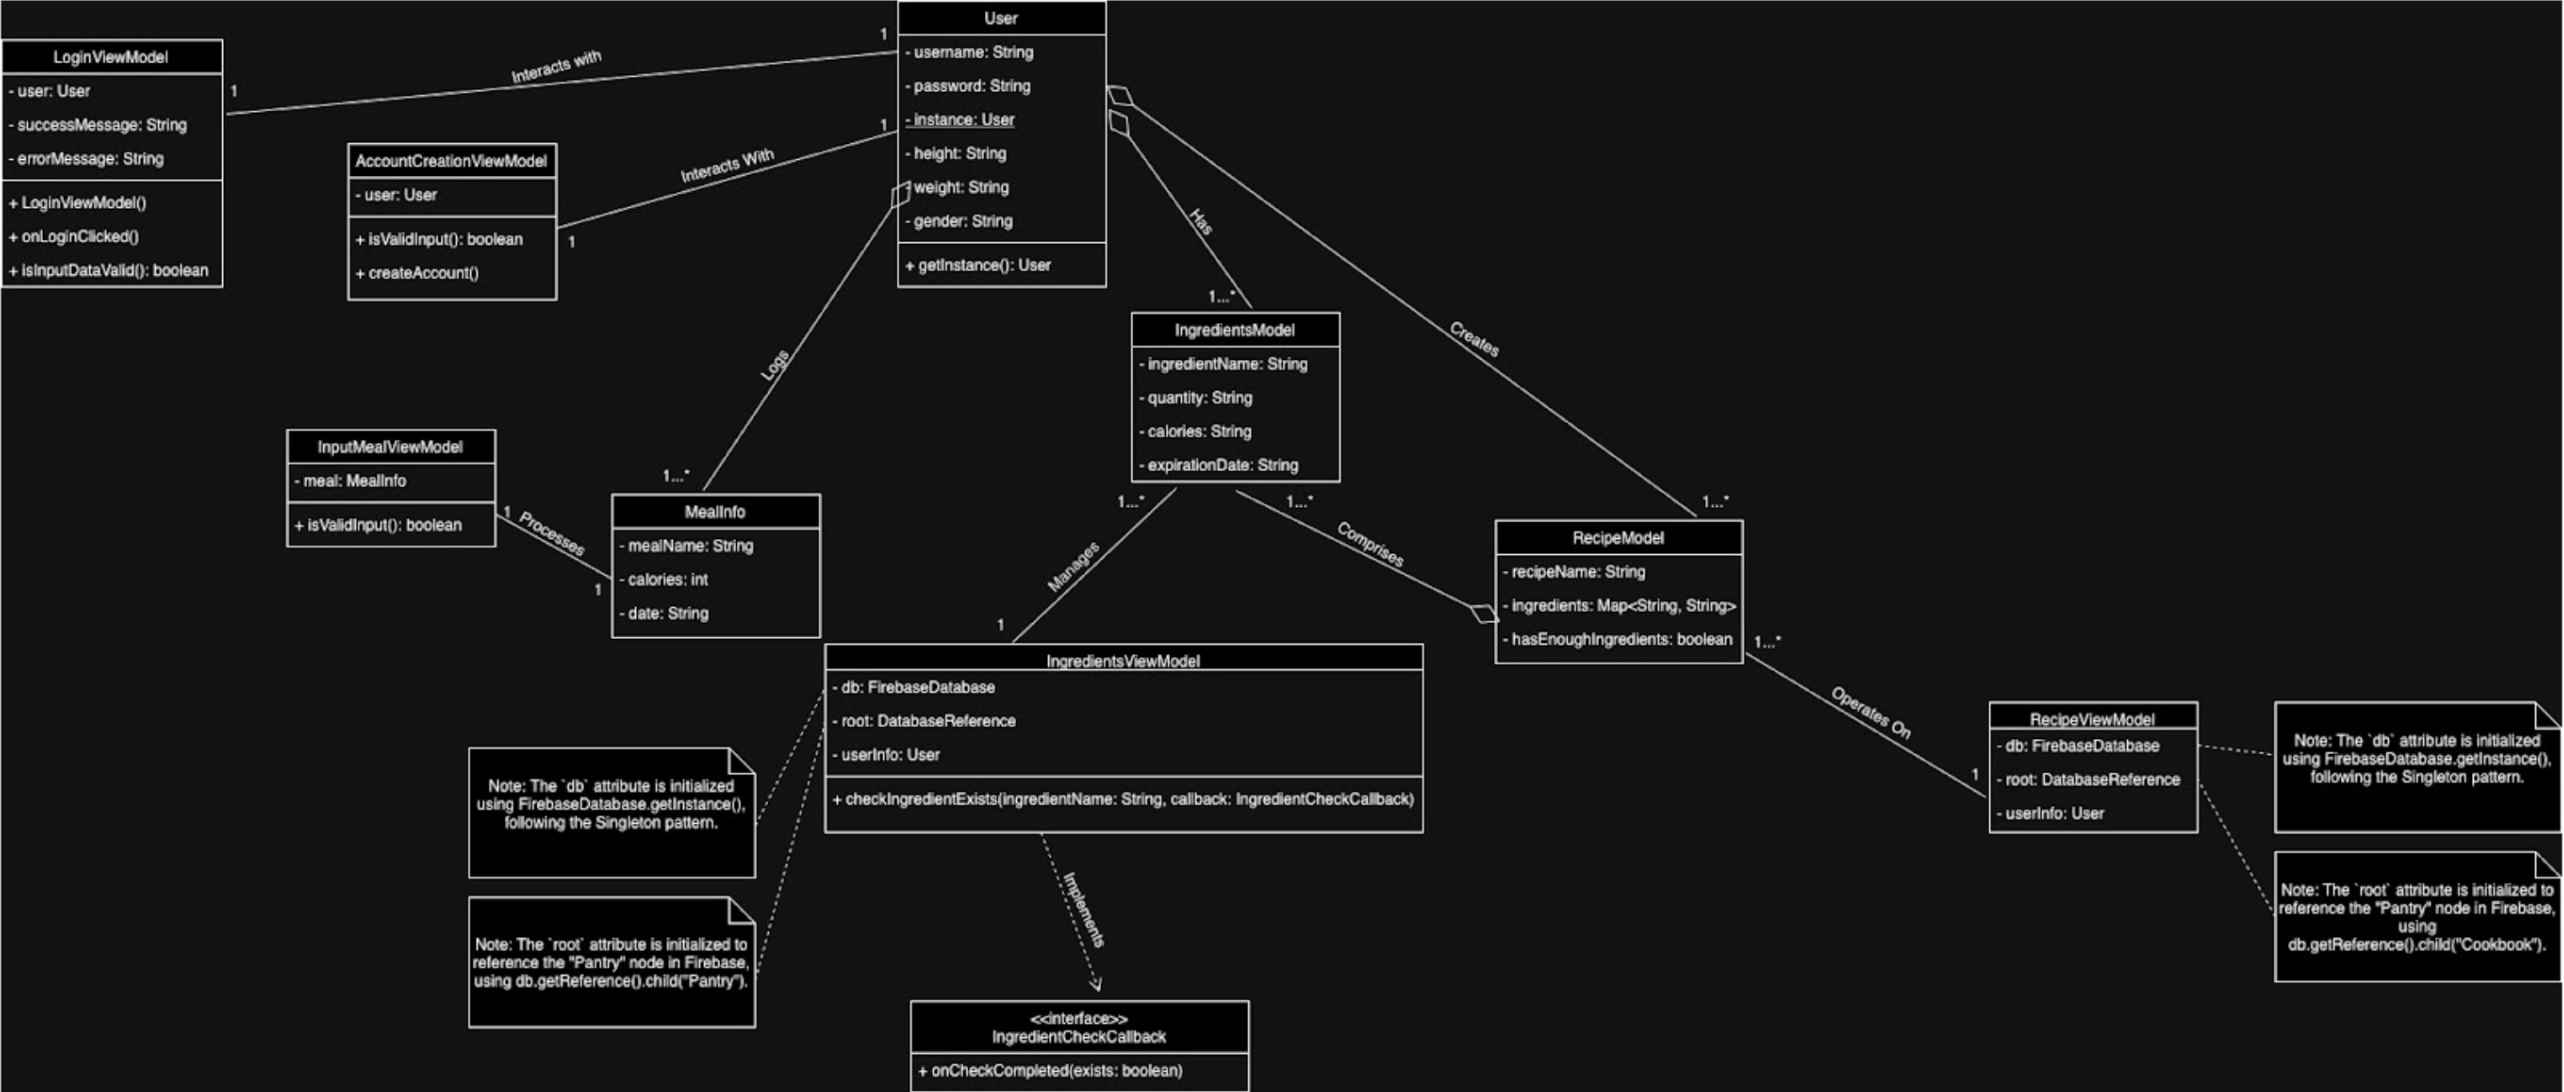 User
- username: String
- password: String
- instance: User
- height: String
weight: String
- gender: String
+ getInstance(): User
1
1
LoginViewModel
- user: User
- successMessage: String
- errorMessage: String
+ LoginViewModel()
+ onLoginClicked()
+ isInputDataValid(): boolean
1
Interacts with
AccountCreationViewModel
- user: User
+ isValidInput(): boolean
+ createAccount()
1
Interacts With
Has
1...*
Creates
1...*
Logs
1...*
IngredientsModel
- ingredientName: String
- quantity: String
- calories: String
- expirationDate: String
1...*
1...*
InputMealViewModel
- meal: MealInfo
+ isValidInput(): boolean
1
Processes
1
MealInfo
- mealName: String
- calories: int
- date: String
Manages
1
Comprises
RecipeModel
- recipeName: String
- ingredients: Map<String, String>
- hasEnoughIngredients: boolean
1...*
Operates On
1
IngredientsViewModel
- db: FirebaseDatabase
- root: DatabaseReference
- userInfo: User
+ checkIngredientExists(ingredientName: String, callback: IngredientCheckCallback)
RecipeViewModel
- db: FirebaseDatabase
- root: DatabaseReference
- userInfo: User
Note: The `db` attribute is initialized
using FirebaseDatabase.getInstance(),
following the Singleton pattern.
Note: The `root` attribute is initialized to
reference the "Pantry" node in Firebase,
using
db.getReference().child("Cookbook").
Note: The `db` attribute is initialized
using FirebaseDatabase.getInstance(),
following the Singleton pattern.
Note: The `root` attribute is initialized to
reference the "Pantry" node in Firebase,
using db.getReference().child("Pantry").
Implements
<<interface>>
IngredientCheckCallback
+ onCheckCompleted(exists: boolean)